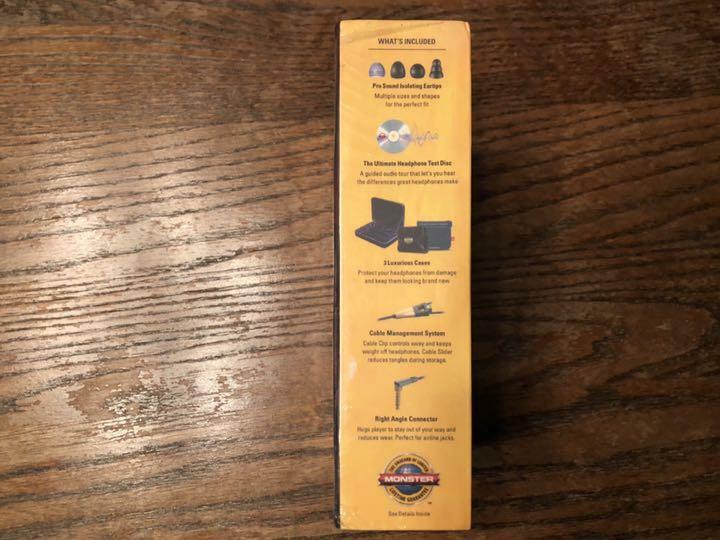 WHAT'S INCLUDED
Pro Sound Isolating Eartips
Multiple sizes and shapes
for the perfect fit
The Ultimate Headphone Test Disc
A guided audio tour that let's you hear
the differences great headphones make
3 Luxurious Cases
Protect your headphones from damage
and keep them looking brand new.
Cable Management System
Cable Clip controls sway and keeps
weight off headphones. Cable Slider
reduces tangles during storage.
Right Angle Connector
Hugs player to stay out of your way and
reduces wear. Perfect for airline jacks.
MONSTER
LIFETIME GUARANTEE
See Details Inside